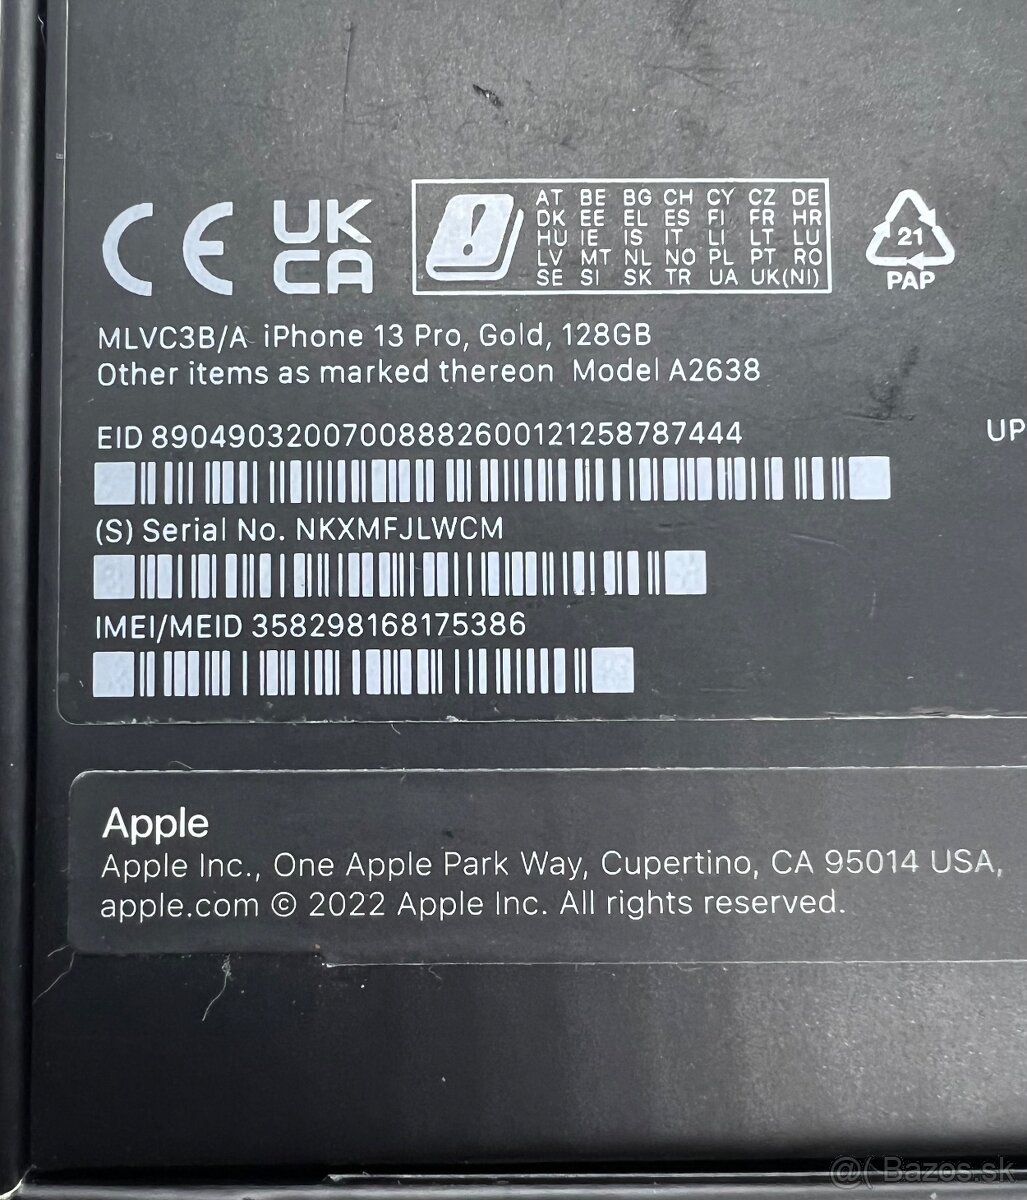 CE UK CA
AT BE BG CH CY CZ DE
DK EE EL ES FI FR HR
HU IE IS IT LI LT LU
LV MT NL NO PL PT RO
SE SI SK TR UA UK(NI)
21
PAP
MLVC3B/A iPhone 13 Pro, Gold, 128GB
Other items as marked thereon Model A2638
EID 89049032007008882600121258787444
UP
(S) Serial No. NKXMFJLWCM
IMEI/MEID 358298168175386
Apple
Apple Inc., One Apple Park Way, Cupertino, CA 95014 USA,
apple.com © 2022 Apple Inc. All rights reserved.
@( Bazos.sk